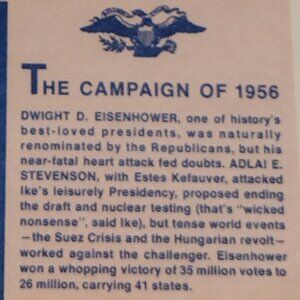 THE CAMPAIGN OF 1956
DWIGHT D. EISENHOWER, one of history's
best-loved presidents, was naturally
renominated by the Republicans, but his
near-fatal heart attack fed doubts. ADLAI E.
STEVENSON, with Estes Kefauver, attacked
Ike's leisurely Presidency, proposed ending
the draft and nuclear testing (that's "wicked
nonsense", said Ike), but tense world events
—the Suez Crisis and the Hungarian revolt—
worked against the challenger. Eisenhower
won a whopping victory of 35 million votes to
26 million, carrying 41 states.